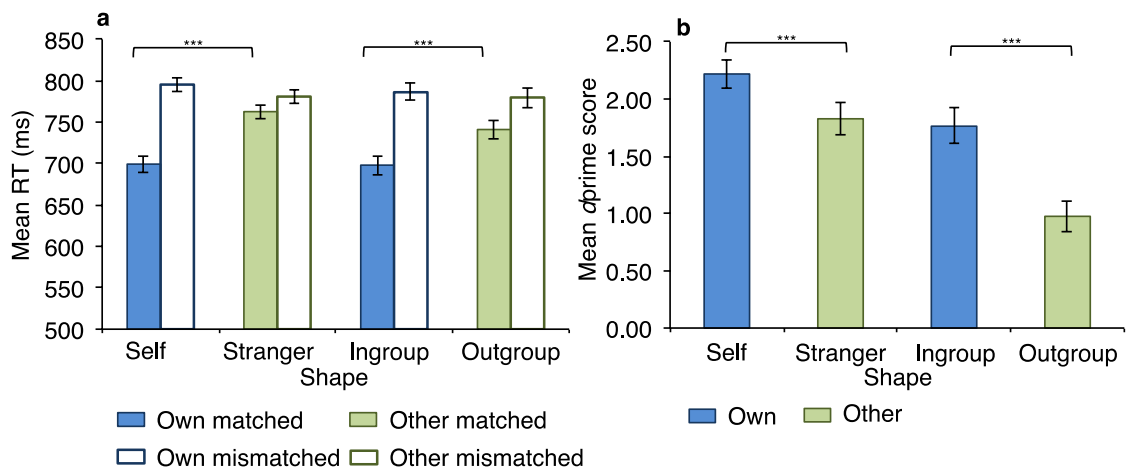 a
850
800
750
700
650
600
550
500
Mean RT (ms)
***
***
Self
Stranger
Ingroup
Outgroup
Shape
Own matched
Other matched
Own mismatched
Other mismatched
b
2.50
2.00
1.50
1.00
0.50
0.00
Mean dprime score
***
***
Self
Stranger
Ingroup
Outgroup
Shape
Own
Other